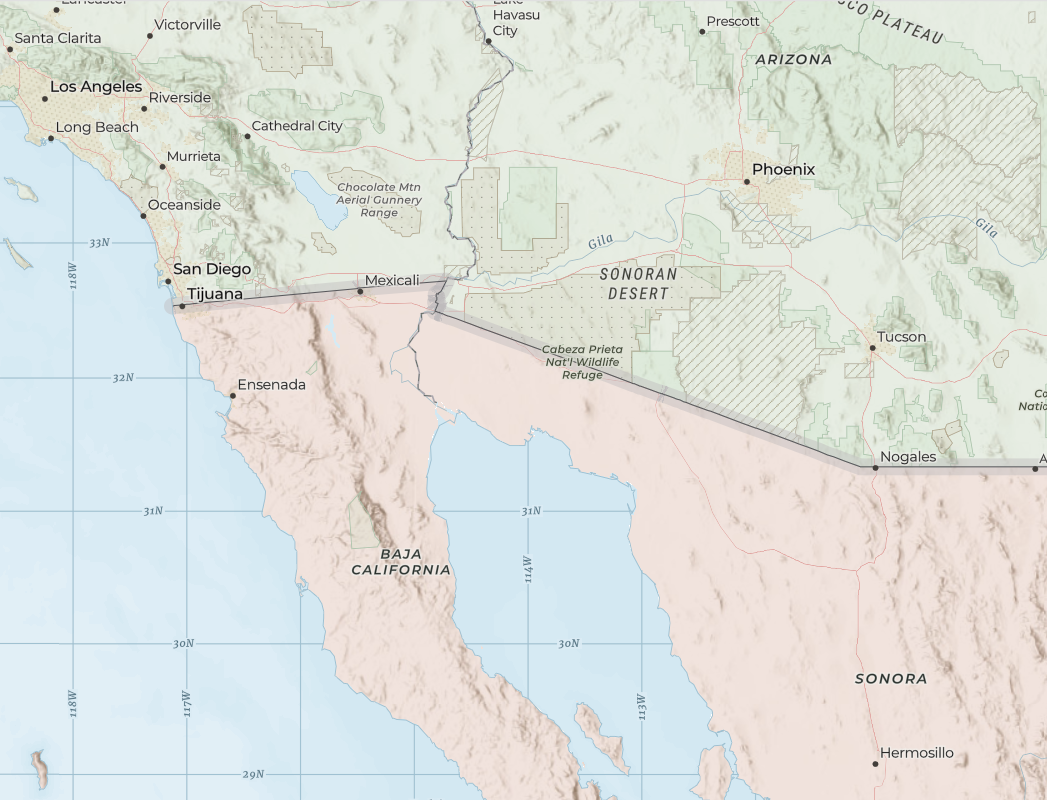 Lake
Havasu
City
Lancaster
Victorville
Santa Clarita
Prescott
SCO PLATEAU
ARIZONA
Los Angeles
Riverside
Long Beach
Cathedral City
Murrieta
Phoenix
Chocolate Mtn
Aerial Gunnery
Range
Oceanside
Gila
Gila
33N
118W
San Diego
Mexicali
SONORAN
DESERT
Tijuana
Tucson
Cabeza Prieta
Nat'l Wildlife
Refuge
32N
Ensenada
Co
Natio
Nogales
A
31N
31N
BAJA
CALIFORNIA
114W
30N
30N
SONORA
118W
117W
113W
Hermosillo
29N